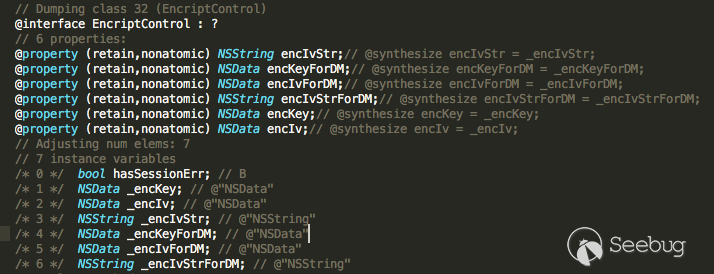 // Dumping class 32 (EncriptControl)
@interface EncriptControl : ?
// 6 properties:
@property (retain,nonatomic) NSString encIvStr;// @synthesize encIvStr = _encIvStr;
@property (retain,nonatomic) NSData encKeyForDM;// @synthesize encKeyForDM = _encKeyForDM;
@property (retain,nonatomic) NSData encIvForDM;// @synthesize encIvForDM = _encIvForDM;
@property (retain,nonatomic) NSString encIvStrForDM;// @synthesize encIvStrForDM = _encIvStrForDM;
@property (retain,nonatomic) NSData encKey;// @synthesize encKey = _encKey;
@property (retain,nonatomic) NSData encIv;// @synthesize encIv = _encIv;
// Adjusting num elems: 7
// 7 instance variables
/* 0 */  bool hasSessionErr; // B
/* 1 */  NSData _encKey; // @"NSData"
/* 2 */  NSData _encIv; // @"NSData"
/* 3 */  NSString _encIvStr; // @"NSString"
/* 4 */  NSData _encKeyForDM; // @"NSData"
/* 5 */  NSData _encIvForDM; // @"NSData"
/* 6 */  NSString _encIvStrForDM; // @"NSString"
Seebug